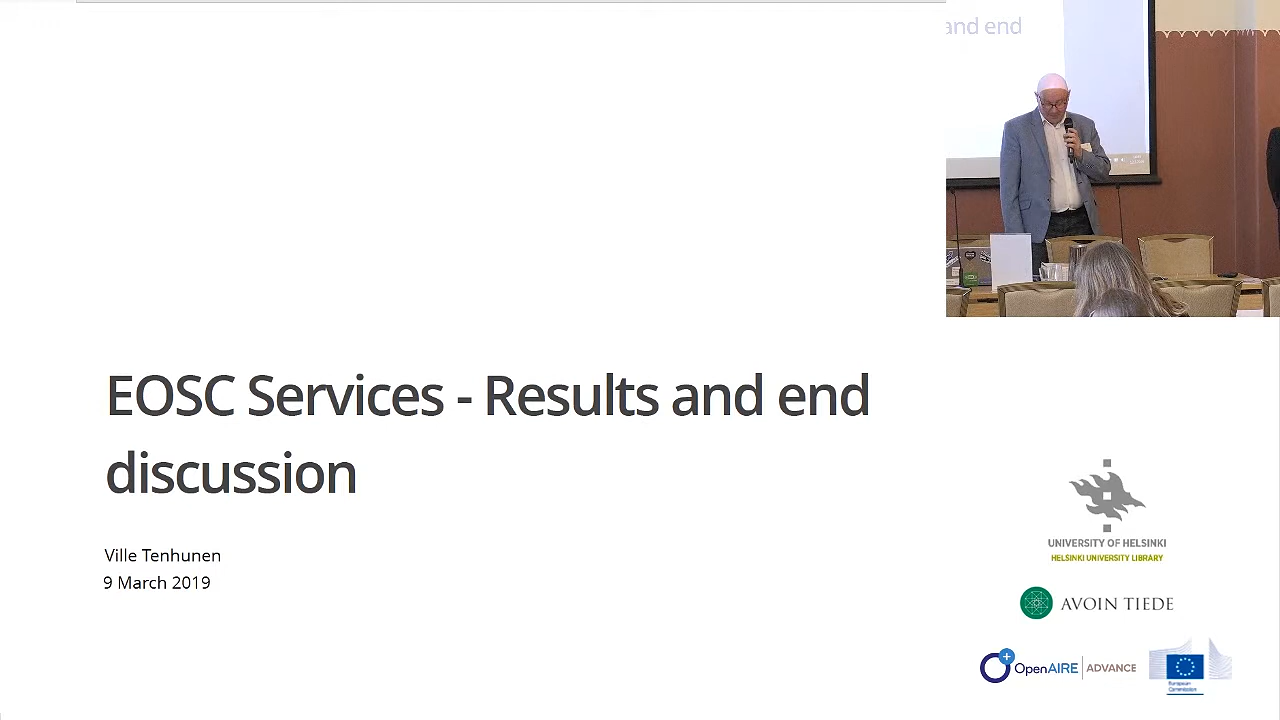 and end
EOSC Services - Results and end
discussion
Ville Tenhunen
9 March 2019
UNIVERSITY OF HELSINKI
HELSINKI UNIVERSITY LIBRARY
AVOIN TIEDE
OpenAIRE ADVANCE
European
Commission